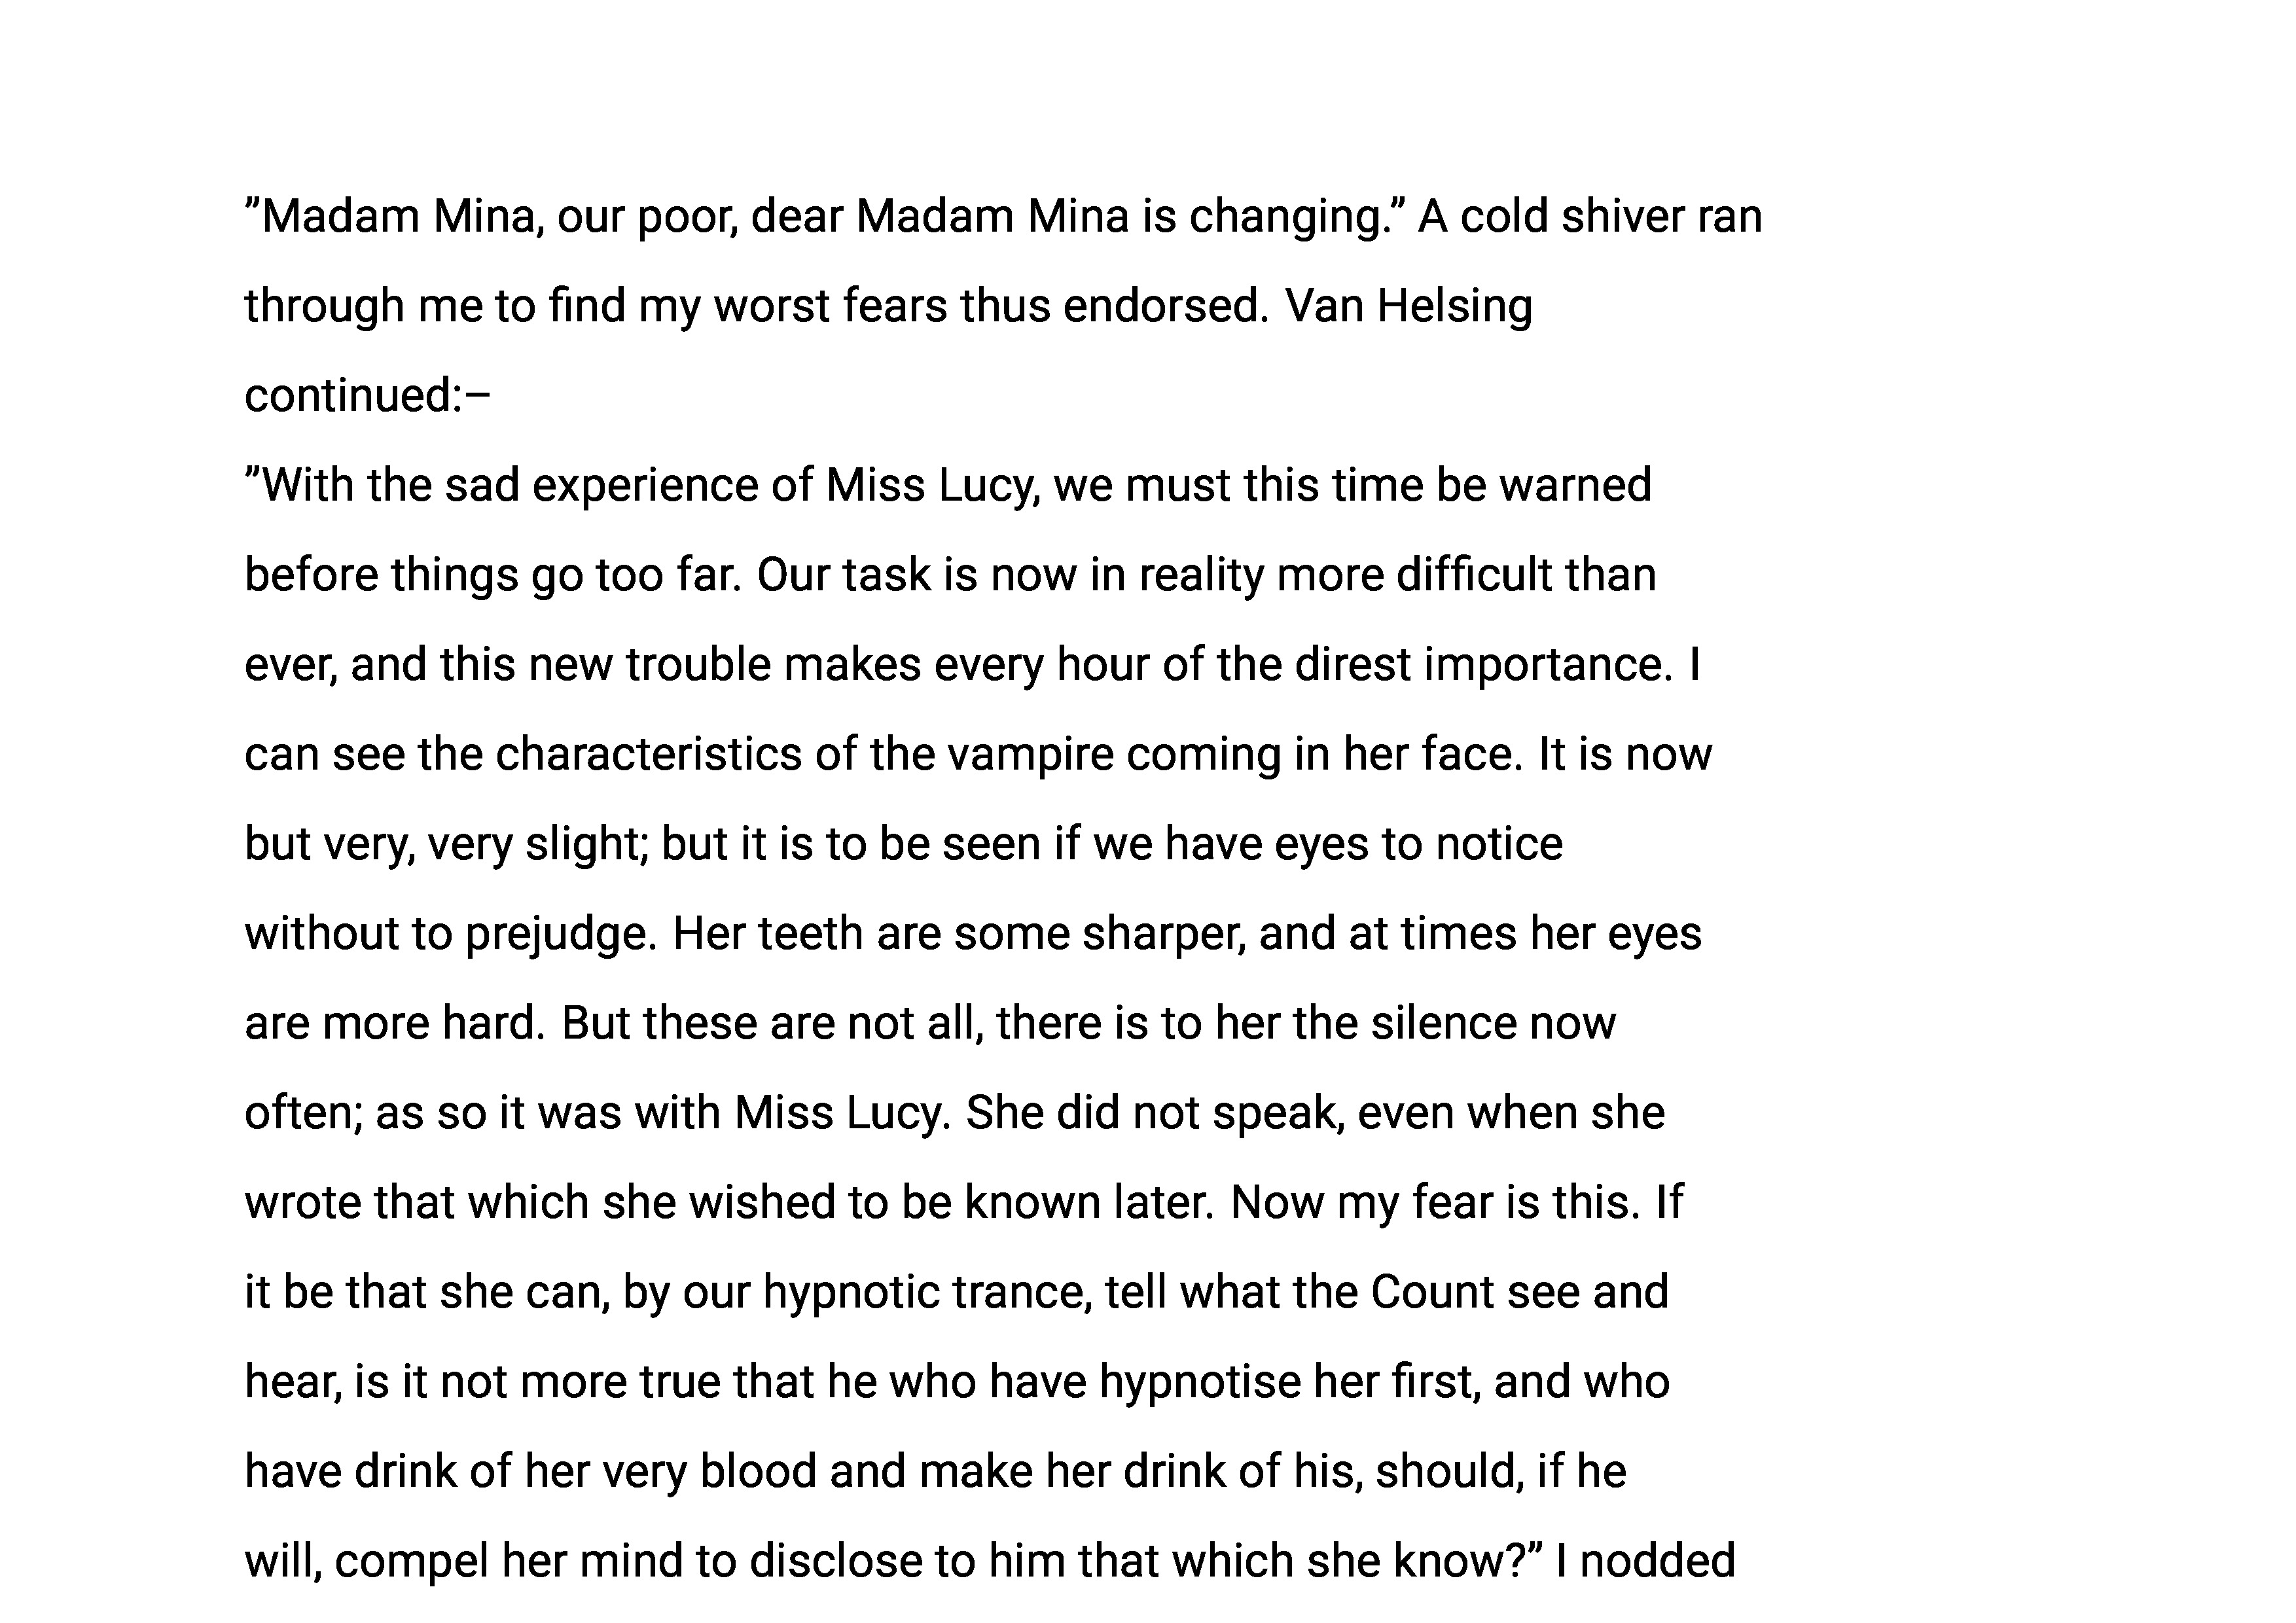 ”Madam Mina, our poor, dear Madam Mina is changing.” A cold shiver ran
through me to find my worst fears thus endorsed. Van Helsing
continued:–
”With the sad experience of Miss Lucy, we must this time be warned
before things go too far. Our task is now in reality more difficult than
ever, and this new trouble makes every hour of the direst importance. I
can see the characteristics of the vampire coming in her face. It is now
but very, very slight; but it is to be seen if we have eyes to notice
without to prejudge. Her teeth are some sharper, and at times her eyes
are more hard. But these are not all, there is to her the silence now
often; as so it was with Miss Lucy. She did not speak, even when she
wrote that which she wished to be known later. Now my fear is this. If
it be that she can, by our hypnotic trance, tell what the Count see and
hear, is it not more true that he who have hypnotise her first, and who
have drink of her very blood and make her drink of his, should, if he
will, compel her mind to disclose to him that which she know?” I nodded